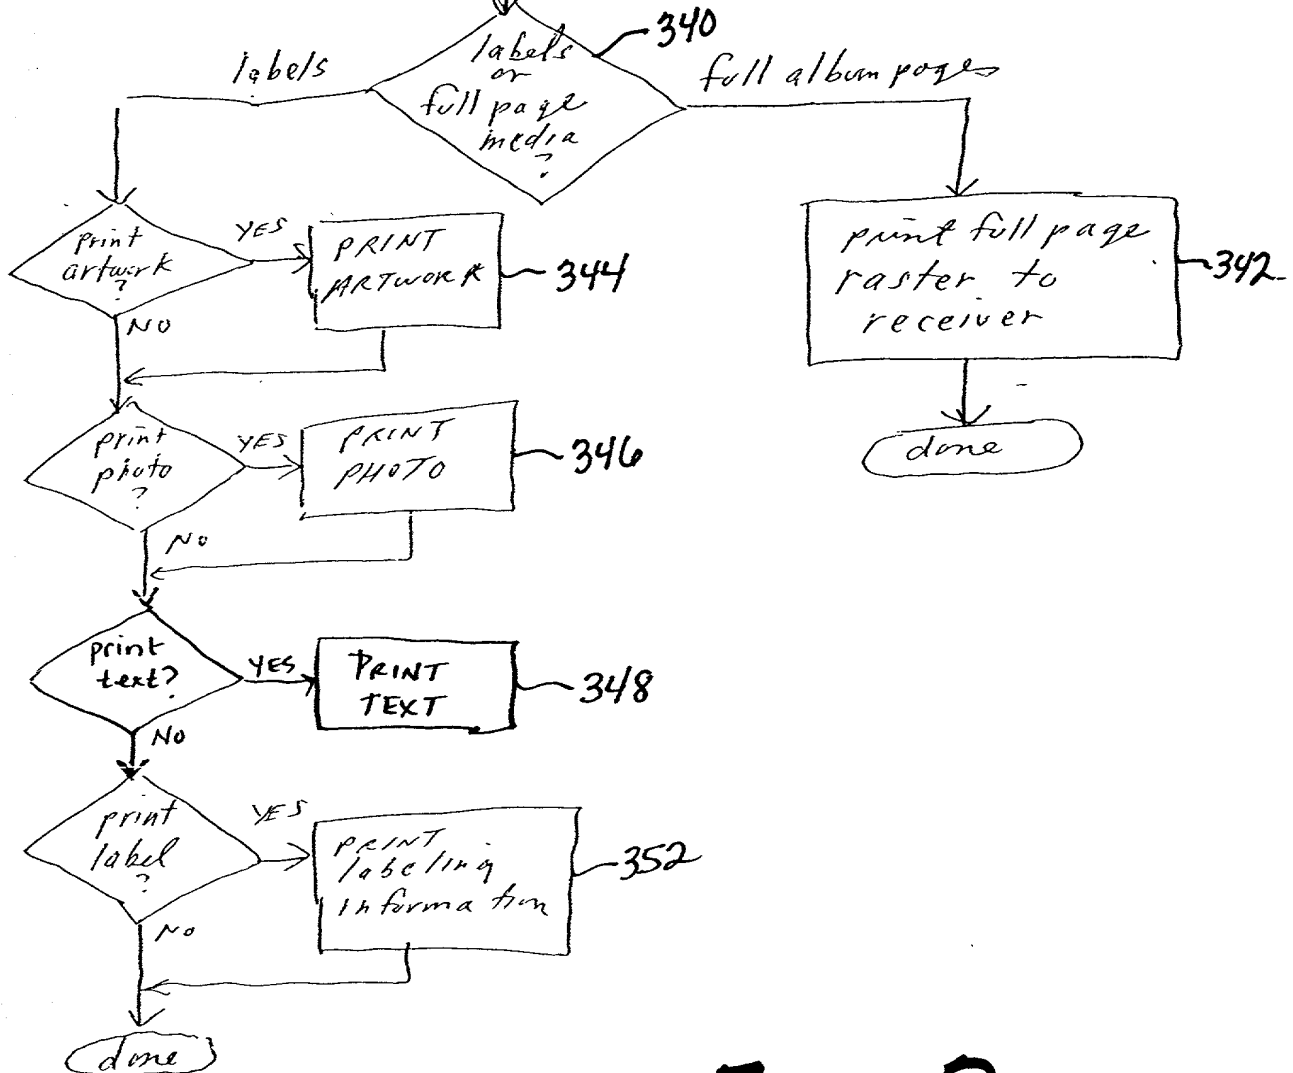 340
labels
or
full page
media
?
labels
full album pages
print
artwork
?
YES
PRINT
ARTWORK
344
NO
print full page
raster to
receiver
342
done
print
photo
?
YES
PRINT
PHOTO
346
NO
print
text?
YES
PRINT
TEXT
348
NO
print
label
?
YES
PRINT
labeling
information
352
NO
done